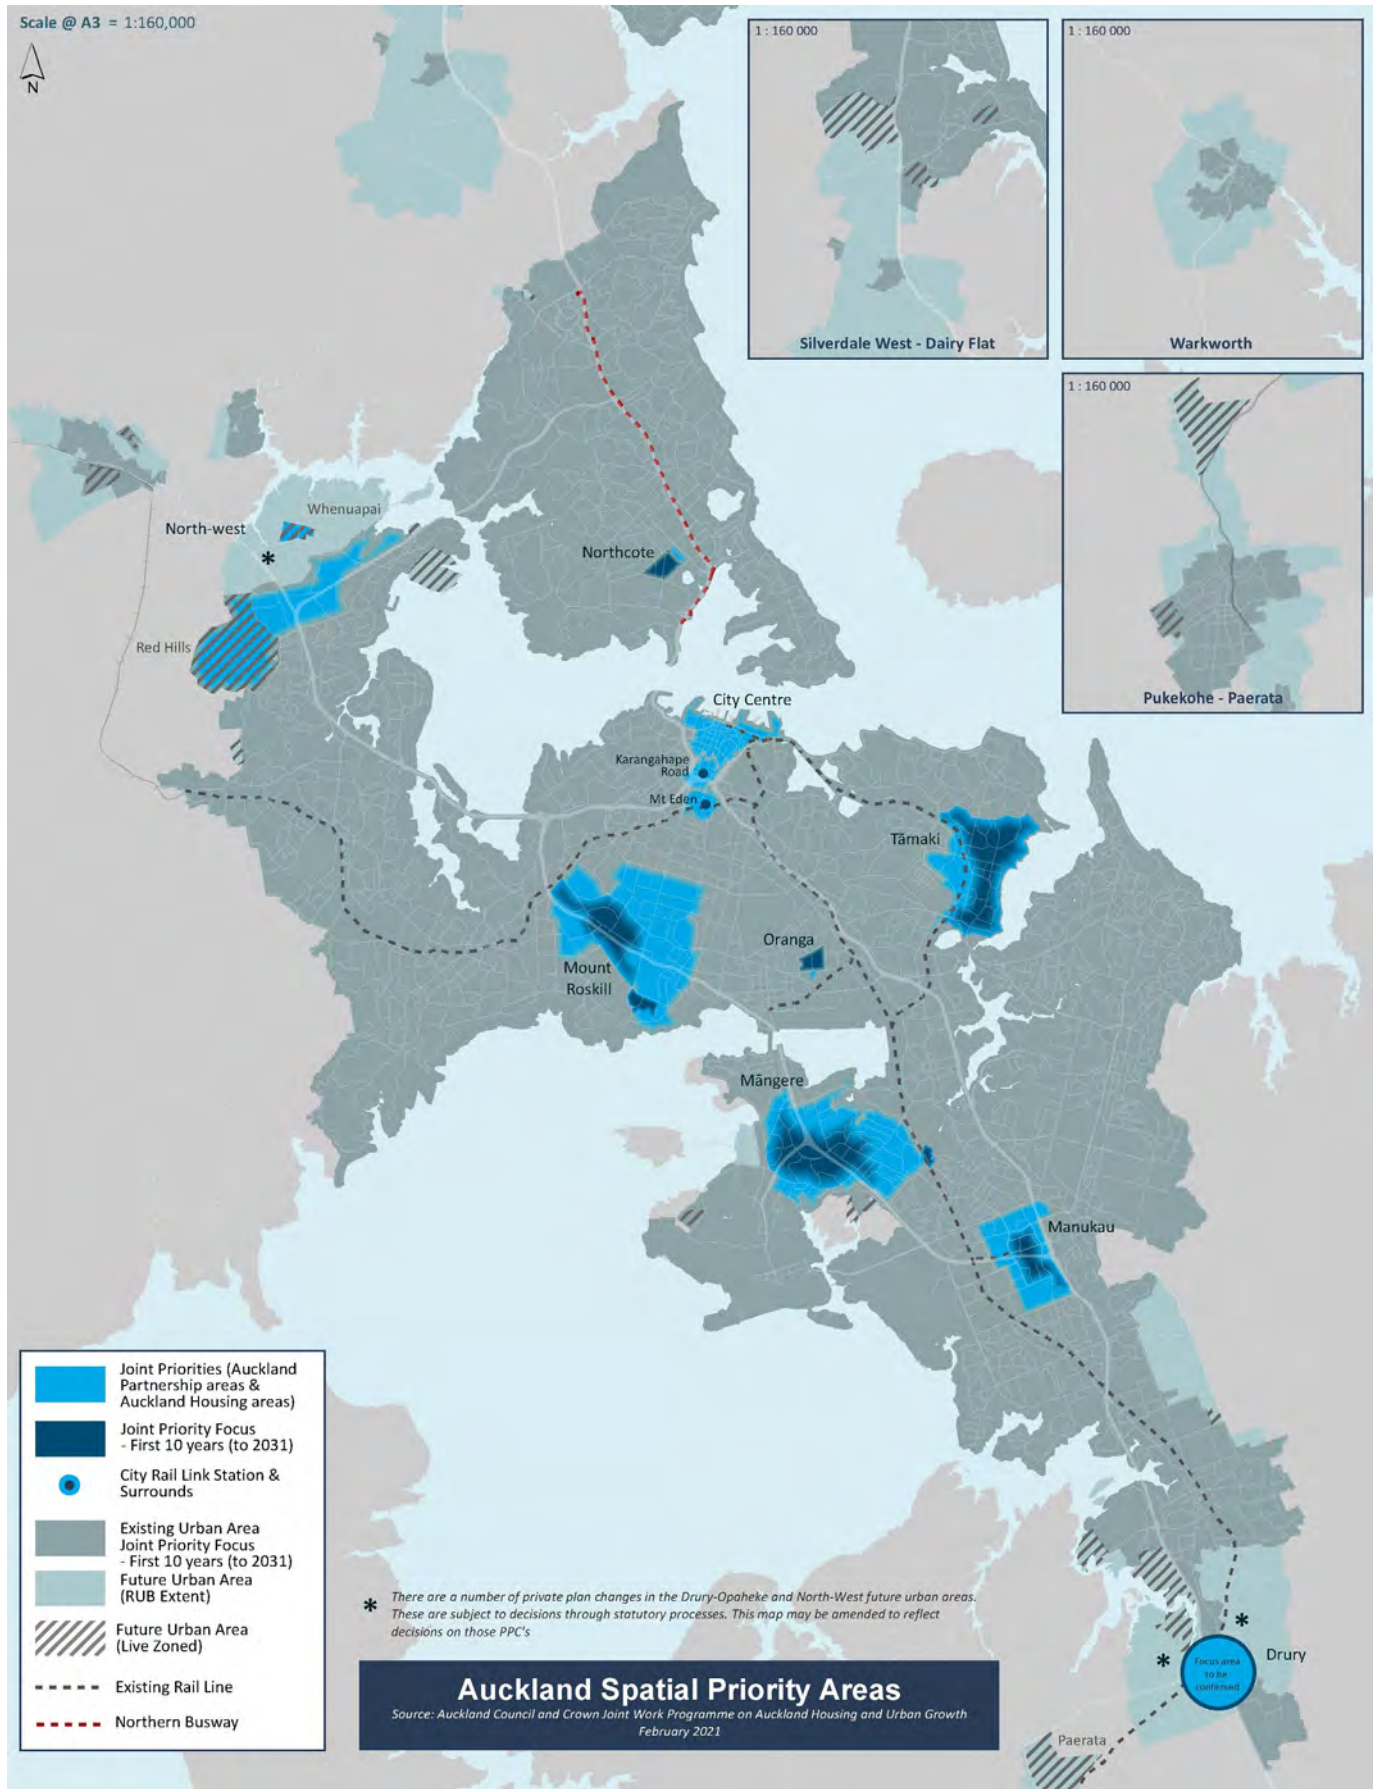 Scale @ A3 = 1:160,000
N
1 : 160 000
Silverdale West - Dairy Flat
1 : 160 000
Warkworth
1 : 160 000
Pukekohe - Paerata
Whenuapai
North-west
*
Northcote
Red Hills
City Centre
Karangahape
Road
Mt Eden
Tāmaki
Oranga
Mount
Roskill
Māngere
Manukau
*
Drury
*
Focus area
to be
confirmed
Paerata
Joint Priorities (Auckland
Partnership areas &
Auckland Housing areas)
Joint Priority Focus
- First 10 years (to 2031)
City Rail Link Station &
Surrounds
Existing Urban Area
Joint Priority Focus
- First 10 years (to 2031)
Future Urban Area
(RUB Extent)
Future Urban Area
(Live Zoned)
Existing Rail Line
Northern Busway
* There are a number of private plan changes in the Drury-Opaheke and North-West future urban areas.
These are subject to decisions through statutory processes. This map may be amended to reflect
decisions on those PPC's
Auckland Spatial Priority Areas
Source: Auckland Council and Crown Joint Work Programme on Auckland Housing and Urban Growth
February 2021